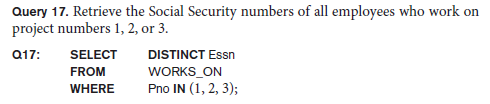 Query 17. Retrieve the Social Security numbers of all employees who work on
project numbers 1, 2, or 3.
Q17: SELECT DISTINCT Essn
FROM WORKS_ON
WHERE Pno IN (1, 2, 3);